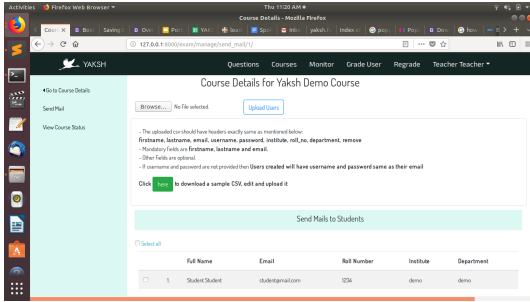 Activities Firefox Web Browser Thu 11:20 AM
Course Details - Mozilla Firefox
127.0.0.1:8000/exam/manage/send_mail/1/
YAKSH Questions Courses Monitor Grade User Regrade Teacher Teacher
Go to Course Details
Send Mail
View Course Status
Course Details for Yaksh Demo Course
Browse... No file selected. Upload Users
- The uploaded csv should have headers exactly same as mentioned below:
firstname, lastname, email, username, password, institute, roll_no, department, remove
- Mandatory fields are firstname, lastname and email.
- Other fields are optional.
- If username and password are not provided then Users created will have username and password same as their email
Click here to download a sample CSV, edit and upload it
Send Mails to Students
Select all
Full Name Email Roll Number Institute Department
1. Student Student student@mail.com 1234 demo demo